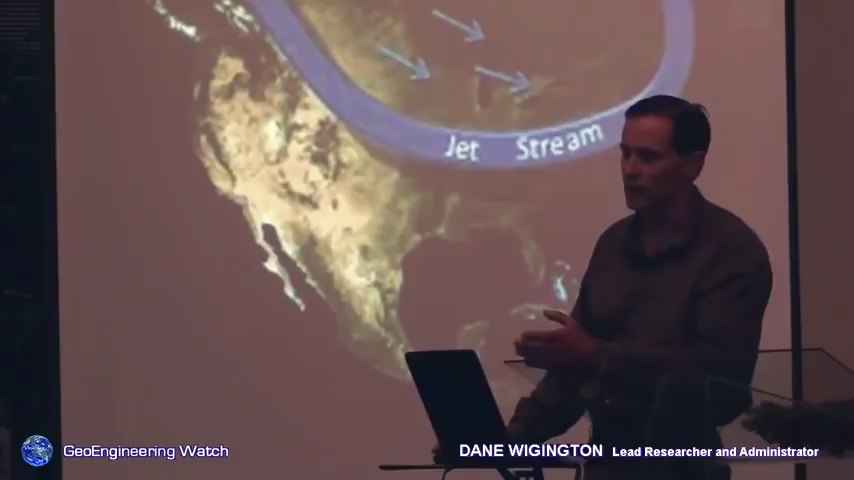 Jet Stream
GeoEngineering Watch
DANE WIGINGTON Lead Researcher and Administrator